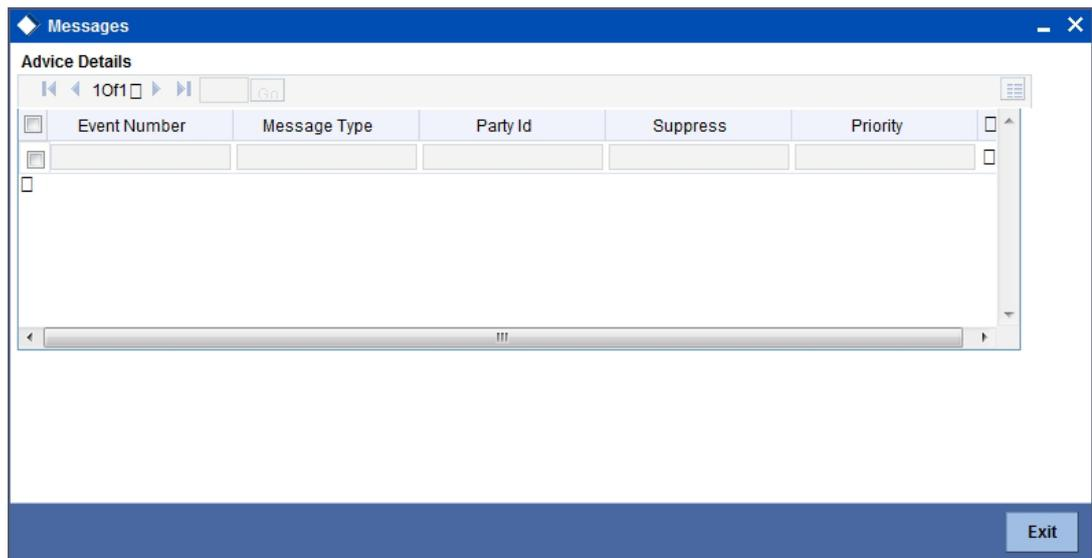 Messages
Advice Details
1Of1
Go
Event Number Message Type Party Id Suppress Priority
Exit